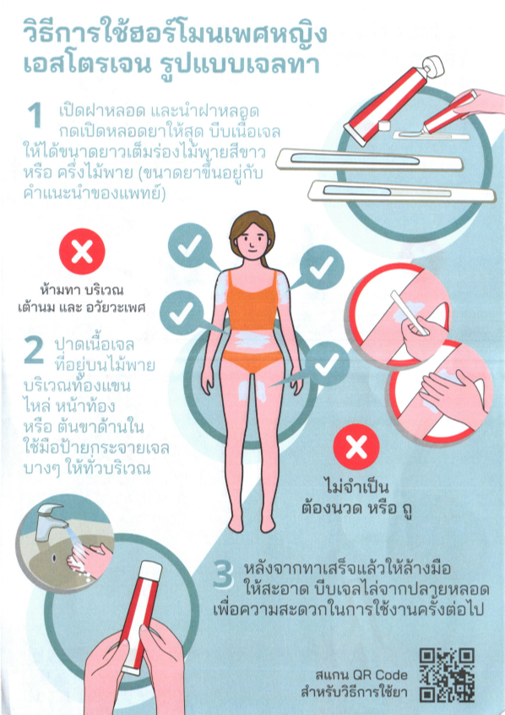 วิธีการใช้ฮอร์โมนเพศหญิง
เอสโตรเจน รูปแบบเจลทา
1 เปิดฝาหลอด และนำฝาหลอด
กดเปิดหลอดยาให้สุด บีบเนื้อเจล
ให้ได้ขนาดยาวเต็มร่องไม้พายสีขาว
หรือ ครึ่งไม้พาย (ขนาดยาขึ้นอยู่กับ
คำแนะนำของแพทย์)
ห้ามทา บริเวณ
เต้านม และ อวัยวะเพศ
2 ปาดเนื้อเจล
ที่อยู่บนไม้พาย
บริเวณท้องแขน
ไหล่ หน้าท้อง
หรือ ต้นขาด้านใน
ใช้มือป้ายกระจายเจล
บางๆ ให้ทั่วบริเวณ
ไม่จำเป็น
ต้องนวด หรือ ถู
3 หลังจากทาเสร็จแล้วให้ล้างมือ
ให้สะอาด บีบเจลไล่จากปลายหลอด
เพื่อความสะดวกในการใช้งานครั้งต่อไป
สแกน QR Code
สำหรับวิธีการใช้ยา